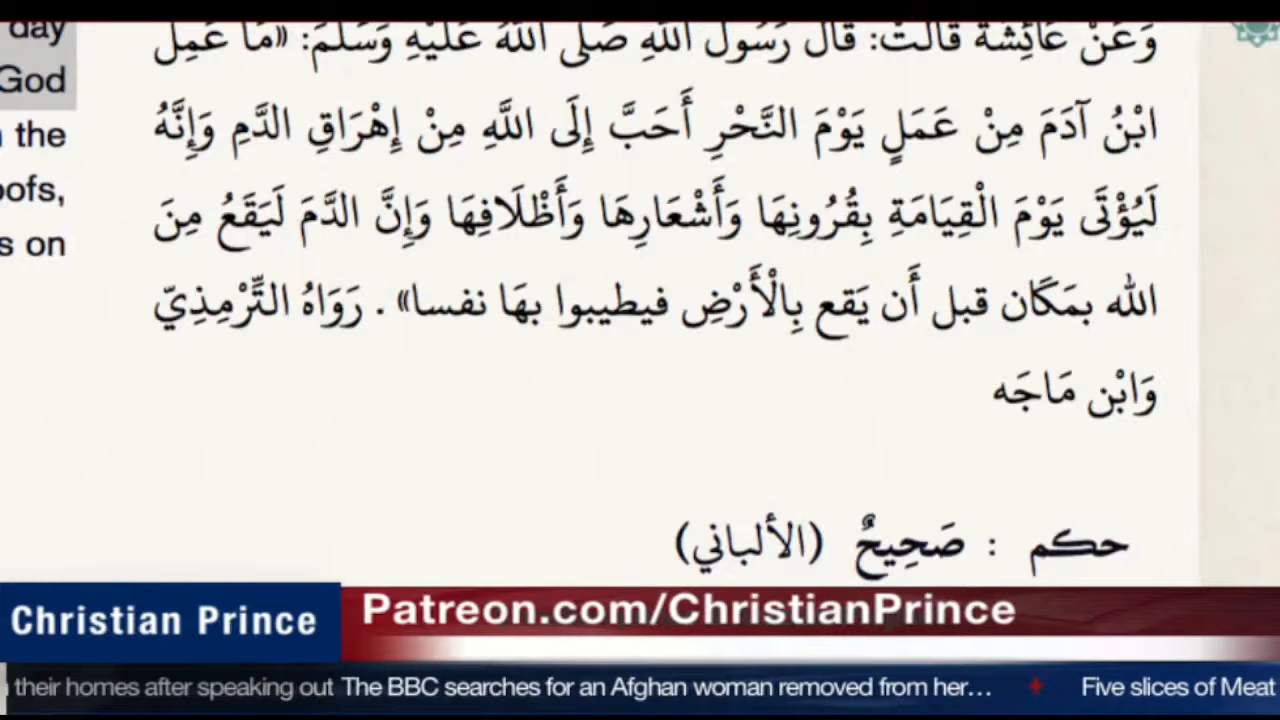 day
God
the
oofs,
s on
وَعَنْ عَائِشَةَ قَالَتْ: قَالَ رَسُولُ اللَّهِ صَلَّى اللَّهُ عَلَيْهِ وَسَلَّمَ: «مَا عَمِلَ
ابْنُ آدَمَ مِنْ عَمَلٍ يَوْمَ النَّحْرِ أَحَبَّ إِلَى اللَّهِ مِنْ إِهْرَاقِ الدَّمِ وَإِنَّهُ
لَيُؤْتَى يَوْمَ الْقِيَامَةِ بِقُرُونِهَا وَأَشْعَارِهَا وَأَظْلَافِهَا وَإِنَّ الدَّمَ لَيَقَعُ مِنَ
الله بمَكَان قبل أَن يَقع بِالْأَرْضِ فيطيبوا بهَا نفسا» . رَوَاهُ التِّرْمِذِيّ
وَابْن مَاجَه
حكم : صَحِيحٌ (الألباني)
Christian Prince
Patreon.com/ChristianPrince
their homes after speaking out The BBC searches for an Afghan woman removed from her… Five slices of Meat